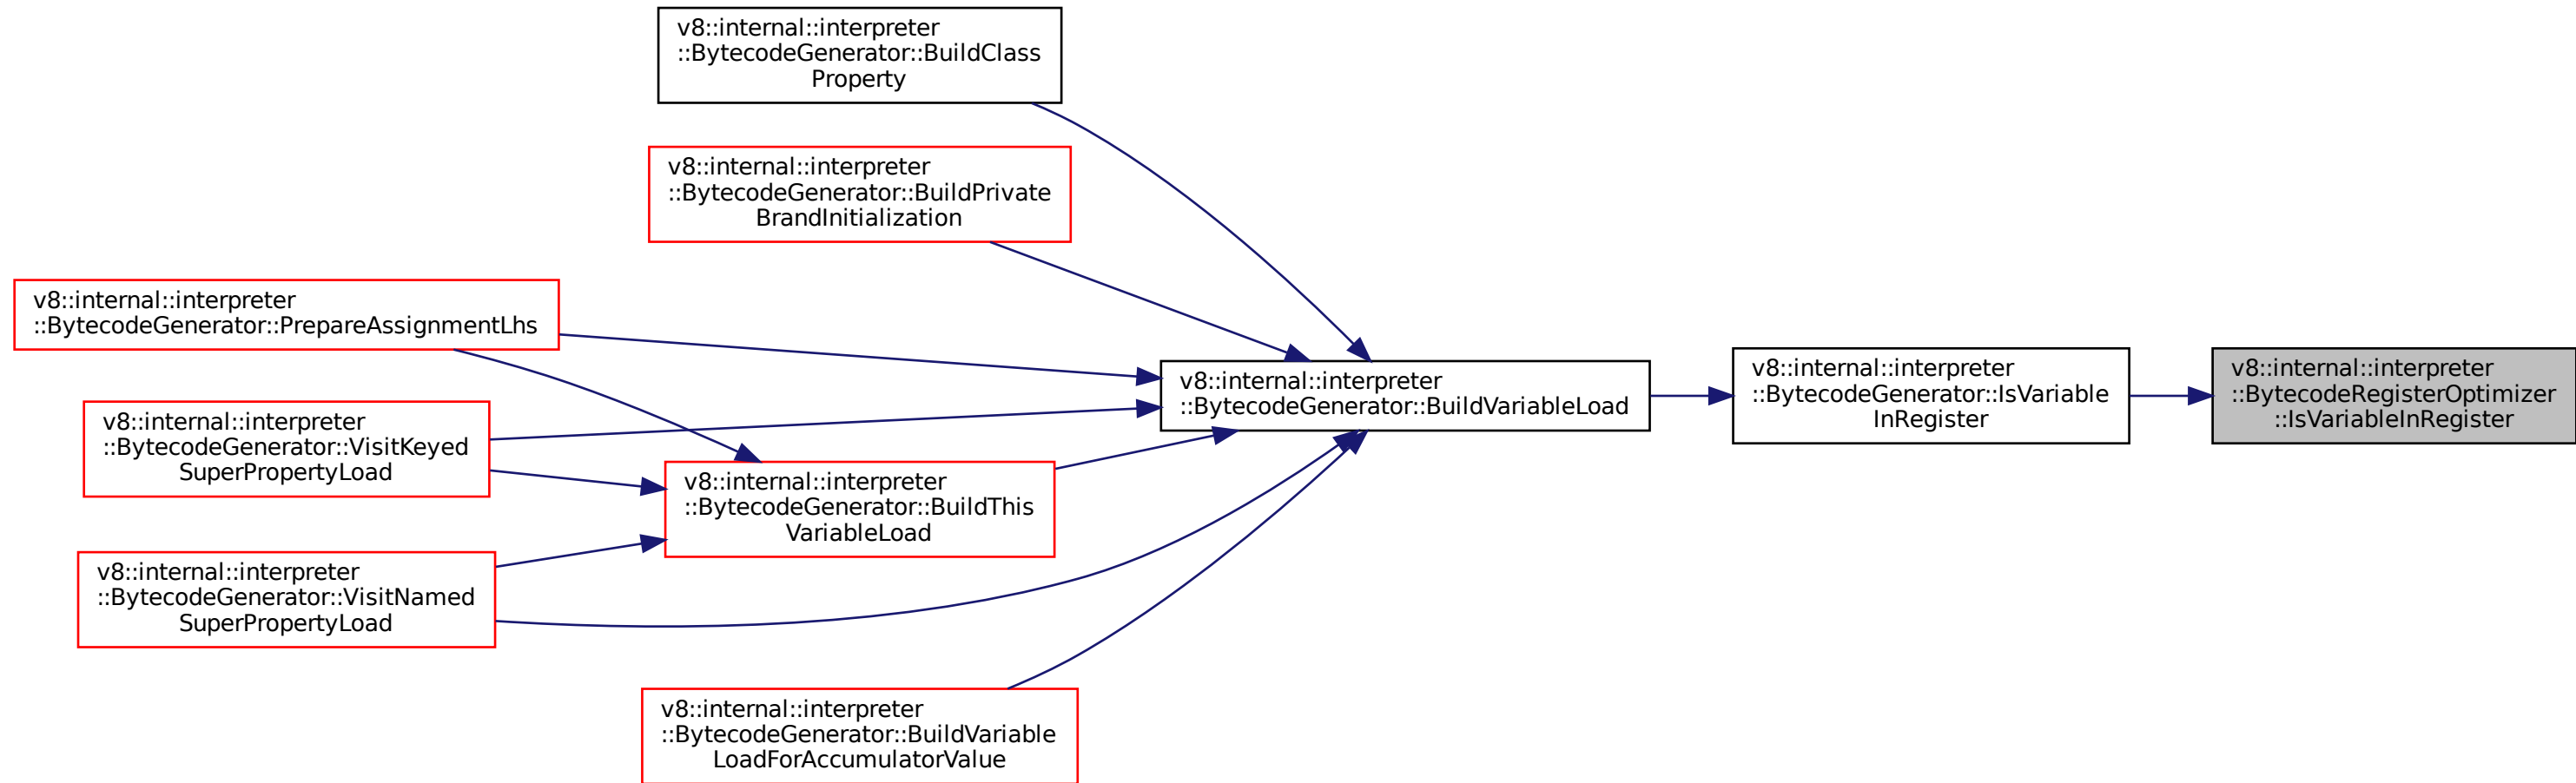 v8::internal::interpreter
::BytecodeGenerator::BuildClass
Property
v8::internal::interpreter
::BytecodeGenerator::BuildPrivate
BrandInitialization
v8::internal::interpreter
::BytecodeGenerator::PrepareAssignmentLhs
v8::internal::interpreter
::BytecodeGenerator::VisitKeyed
SuperPropertyLoad
v8::internal::interpreter
::BytecodeGenerator::VisitNamed
SuperPropertyLoad
v8::internal::interpreter
::BytecodeGenerator::BuildThis
VariableLoad
v8::internal::interpreter
::BytecodeGenerator::BuildVariable
LoadForAccumulatorValue
v8::internal::interpreter
::BytecodeGenerator::BuildVariableLoad
v8::internal::interpreter
::BytecodeGenerator::IsVariable
InRegister
v8::internal::interpreter
::BytecodeRegisterOptimizer
::IsVariableInRegister